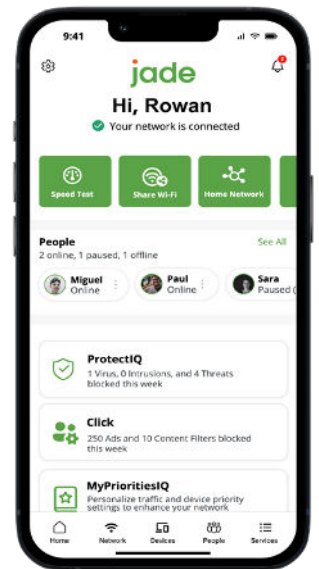 9:41
jade
2
Hi, Rowan
Your network is connected
Speed Test
Share Wi-Fi
Home Network
People
See All
2 online, 1 paused, 1 offline
Miguel
Online
Paul
Online
Sara
Paused (
ProtectIQ
1 Virus, 0 Intrusions, and 4 Threats
blocked this week
Click
250 Ads and 10 Content Filters blocked
this week
MyPrioritiesIQ
Personalize traffic and device priority
settings to enhance your network
Home
Network
Devices
People
Services